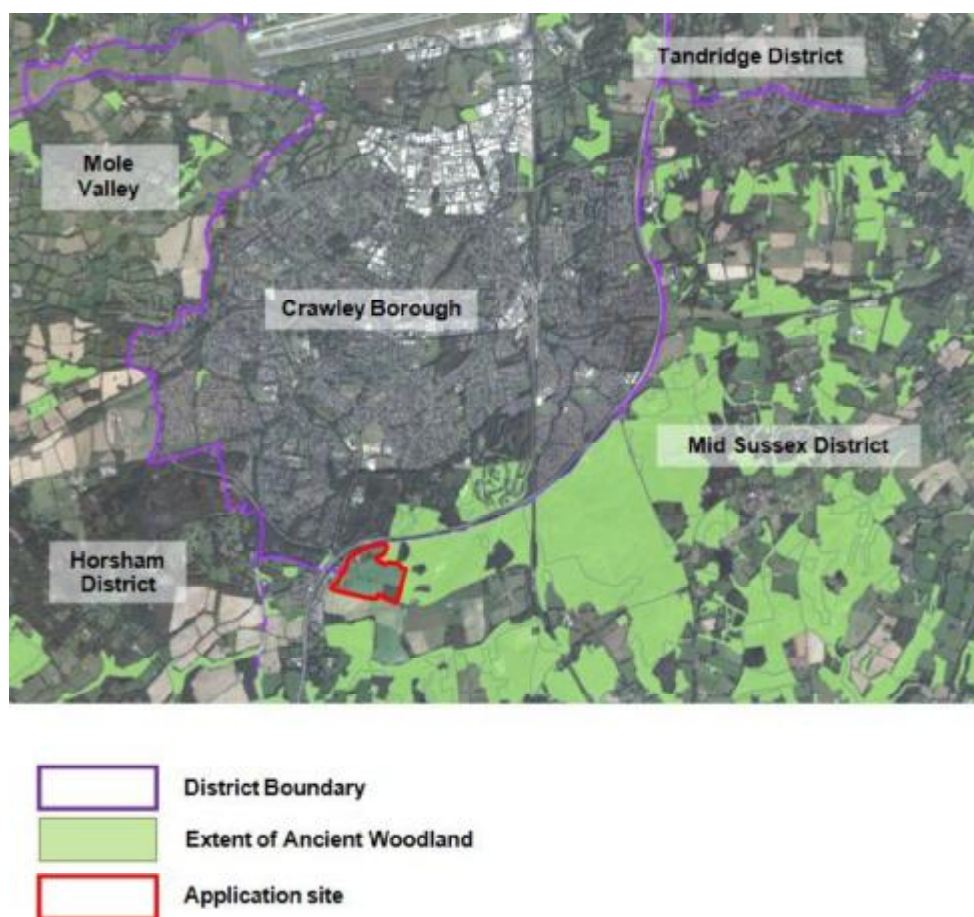 Tandridge District
Mole
Valley
Crawley Borough
Mid Sussex District
Horsham
District
District Boundary
Extent of Ancient Woodland
Application site